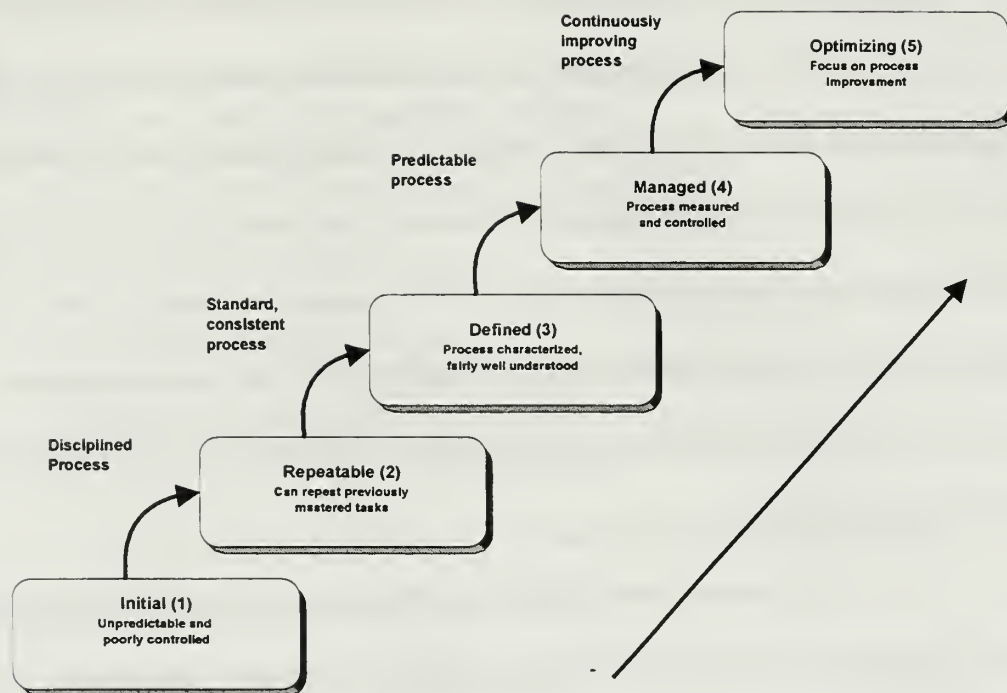 Continuously
improving
process
Optimizing (5)
Focus on process
Improvement
Predictable
process
Managed (4)
Process measured
and controlled
Standard,
consistent
process
Defined (3)
Process characterized,
fairly well understood
Disciplined
Process
Repeatable (2)
Can repeat previously
mastered tasks
Initial (1)
Unpredictable and
poorly controlled